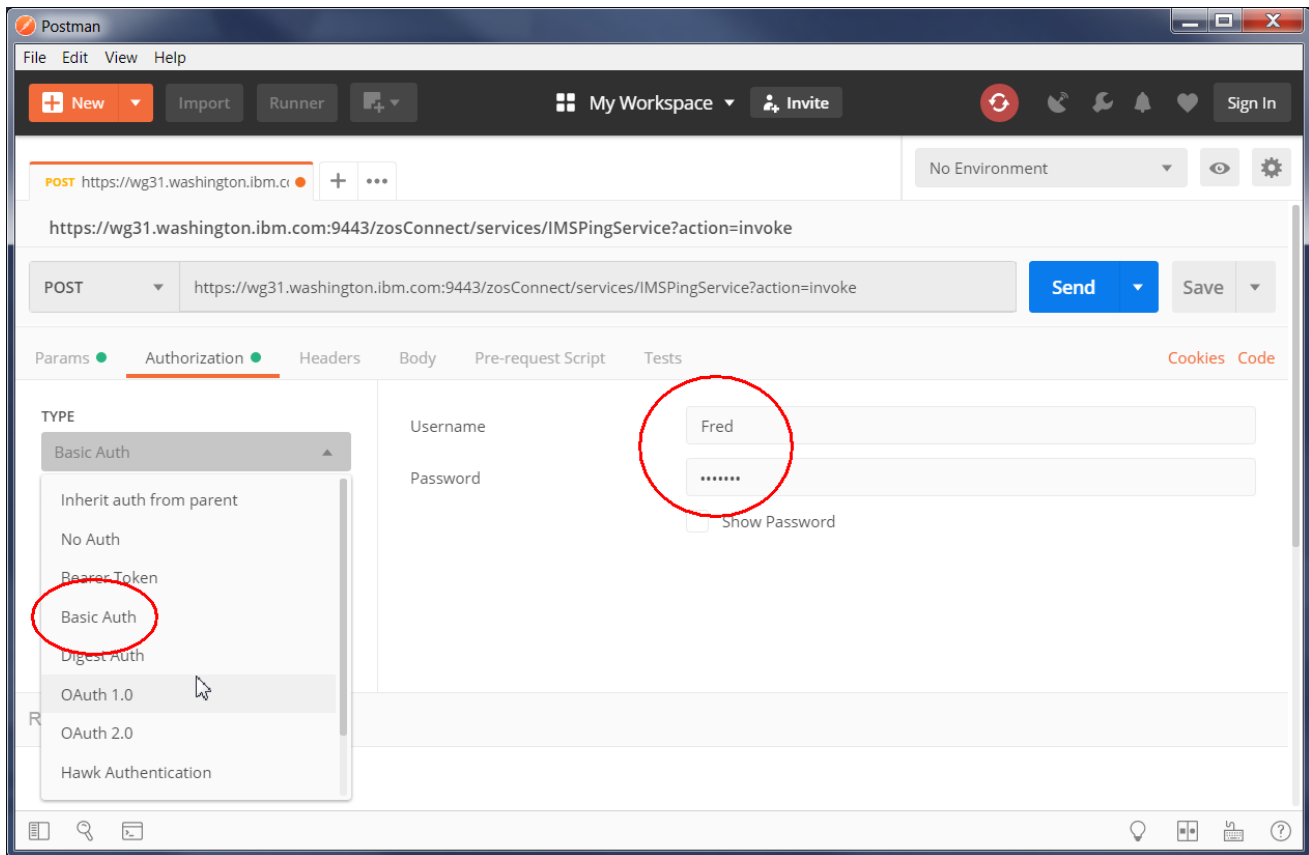 Postman
File Edit View Help
New Import Runner My Workspace Invite Sign In
POST https://wg31.washington.ibm.co No Environment
https://wg31.washington.ibm.com:9443/zosConnect/services/IMSPingService?action=invoke
POST https://wg31.washington.ibm.com:9443/zosConnect/services/IMSPingService?action=invoke Send Save
Params Authorization Headers Body Pre-request Script Tests Cookies Code
TYPE
Basic Auth
Inherit auth from parent
No Auth
Bearer Token
Basic Auth
Digest Auth
OAuth 1.0
OAuth 2.0
Hawk Authentication
Username Fred
Password •••••••
Show Password
R